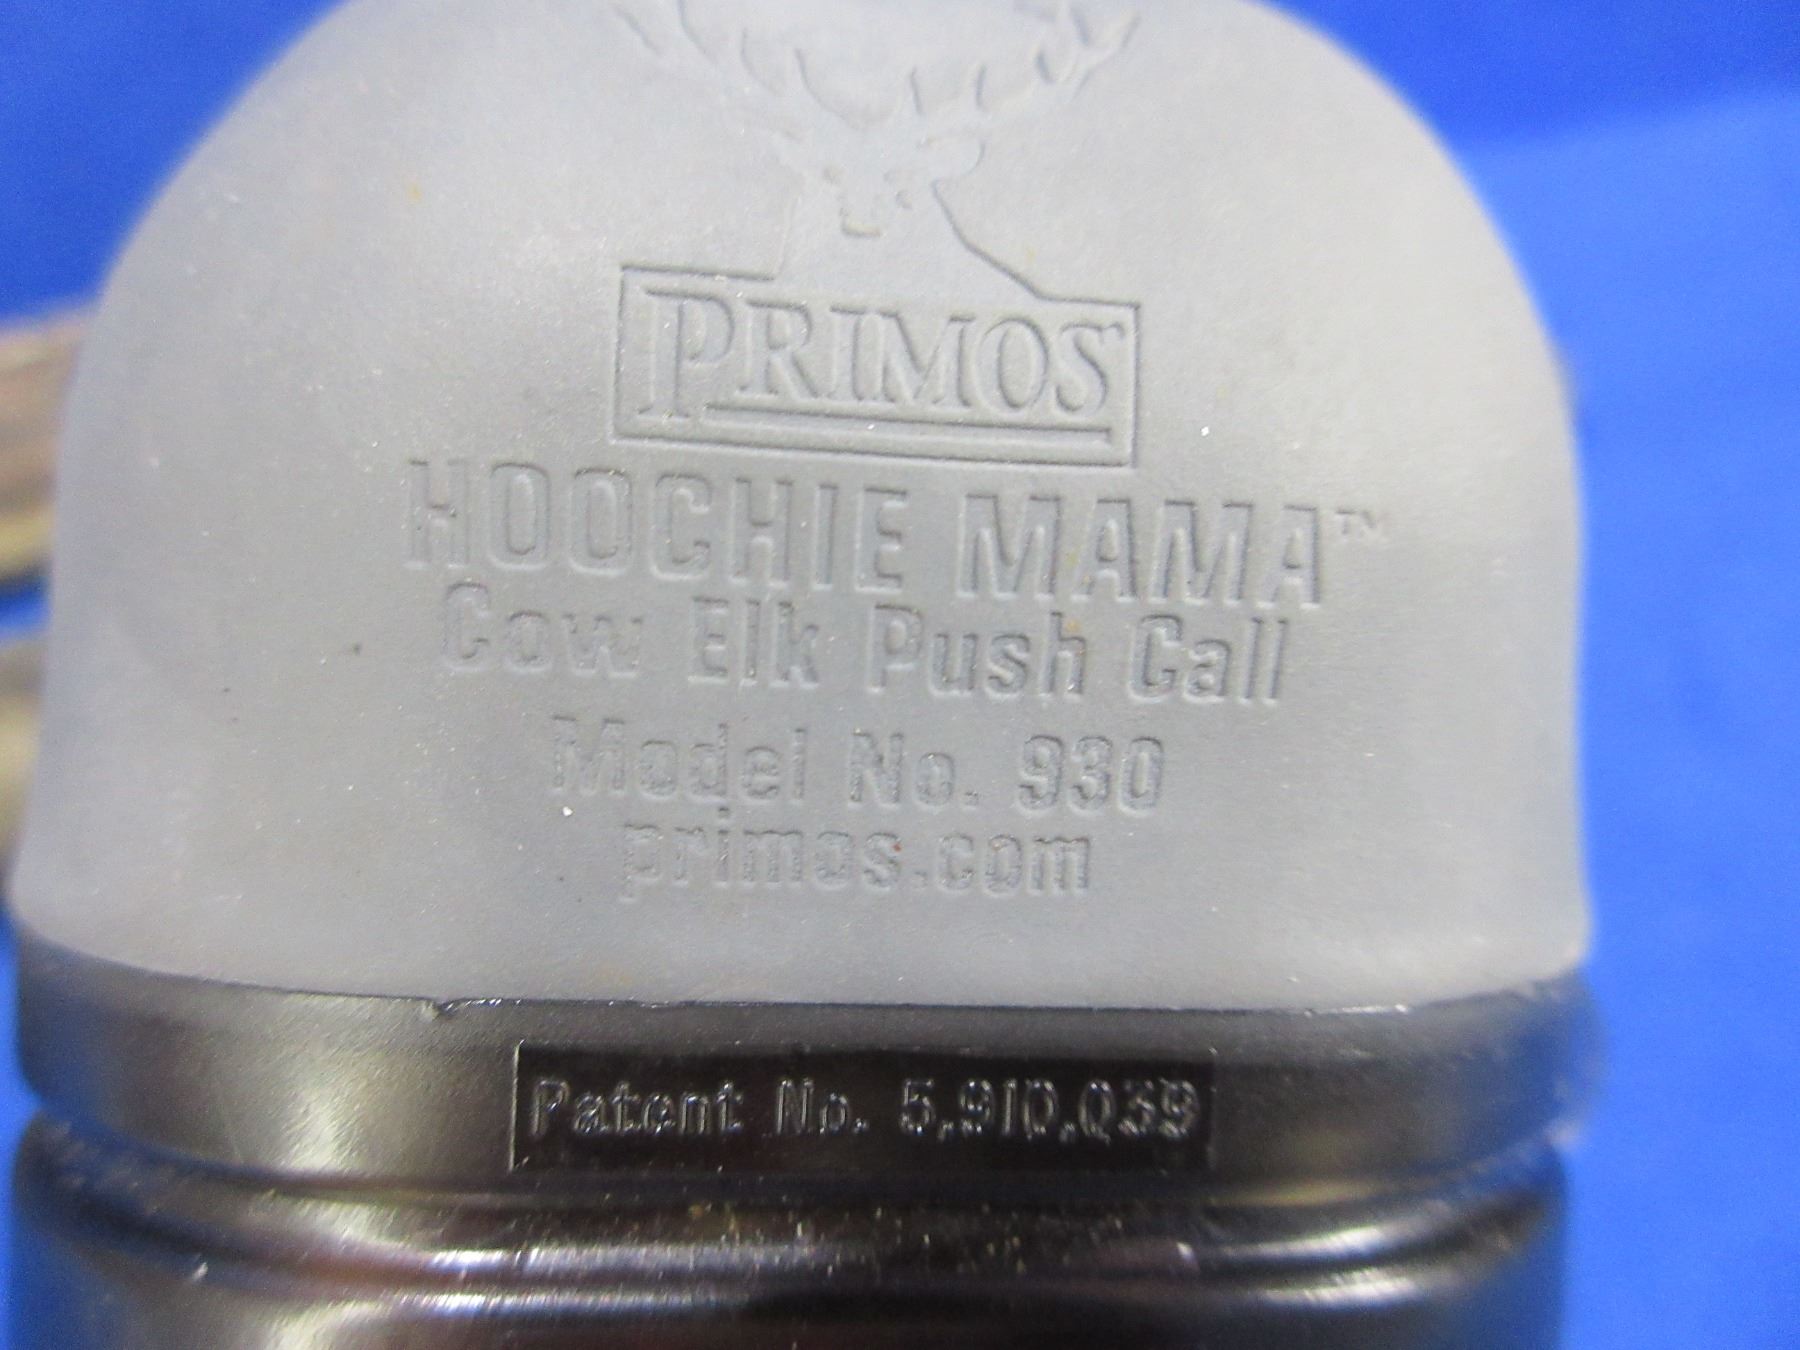 PRIMOS
HOOCHIE MAMA™
Cow Elk Push Call
Model No. 930
primos.com
Patent No. 5,910,039